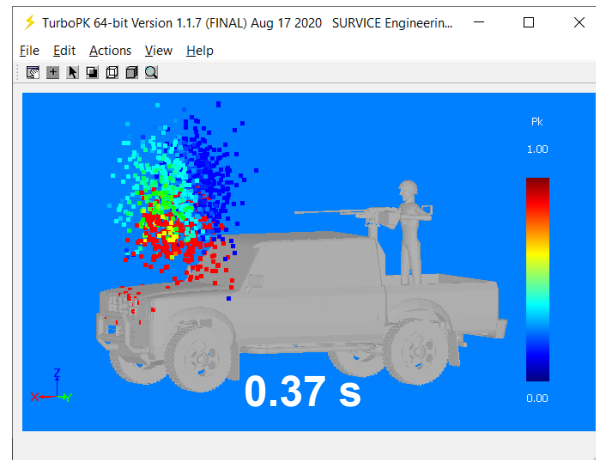 TurboPK 64-bit Version 1.1.7 (FINAL) Aug 17 2020 SURVICE Engineerin...
File Edit Actions View Help
Pk
1.00
0.00
Z
X Y
0.37 s